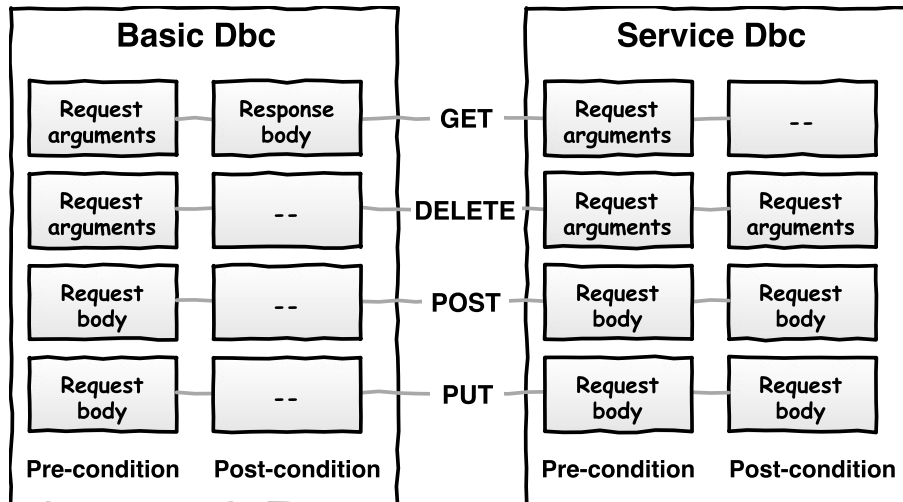 Basic Dbc
Service Dbc
Request
arguments
Response
body
GET
Request
arguments
--
Request
arguments
--
DELETE
Request
arguments
Request
arguments
Request
body
--
POST
Request
body
Request
body
Request
body
--
PUT
Request
body
Request
body
Pre-condition
Post-condition
Pre-condition
Post-condition